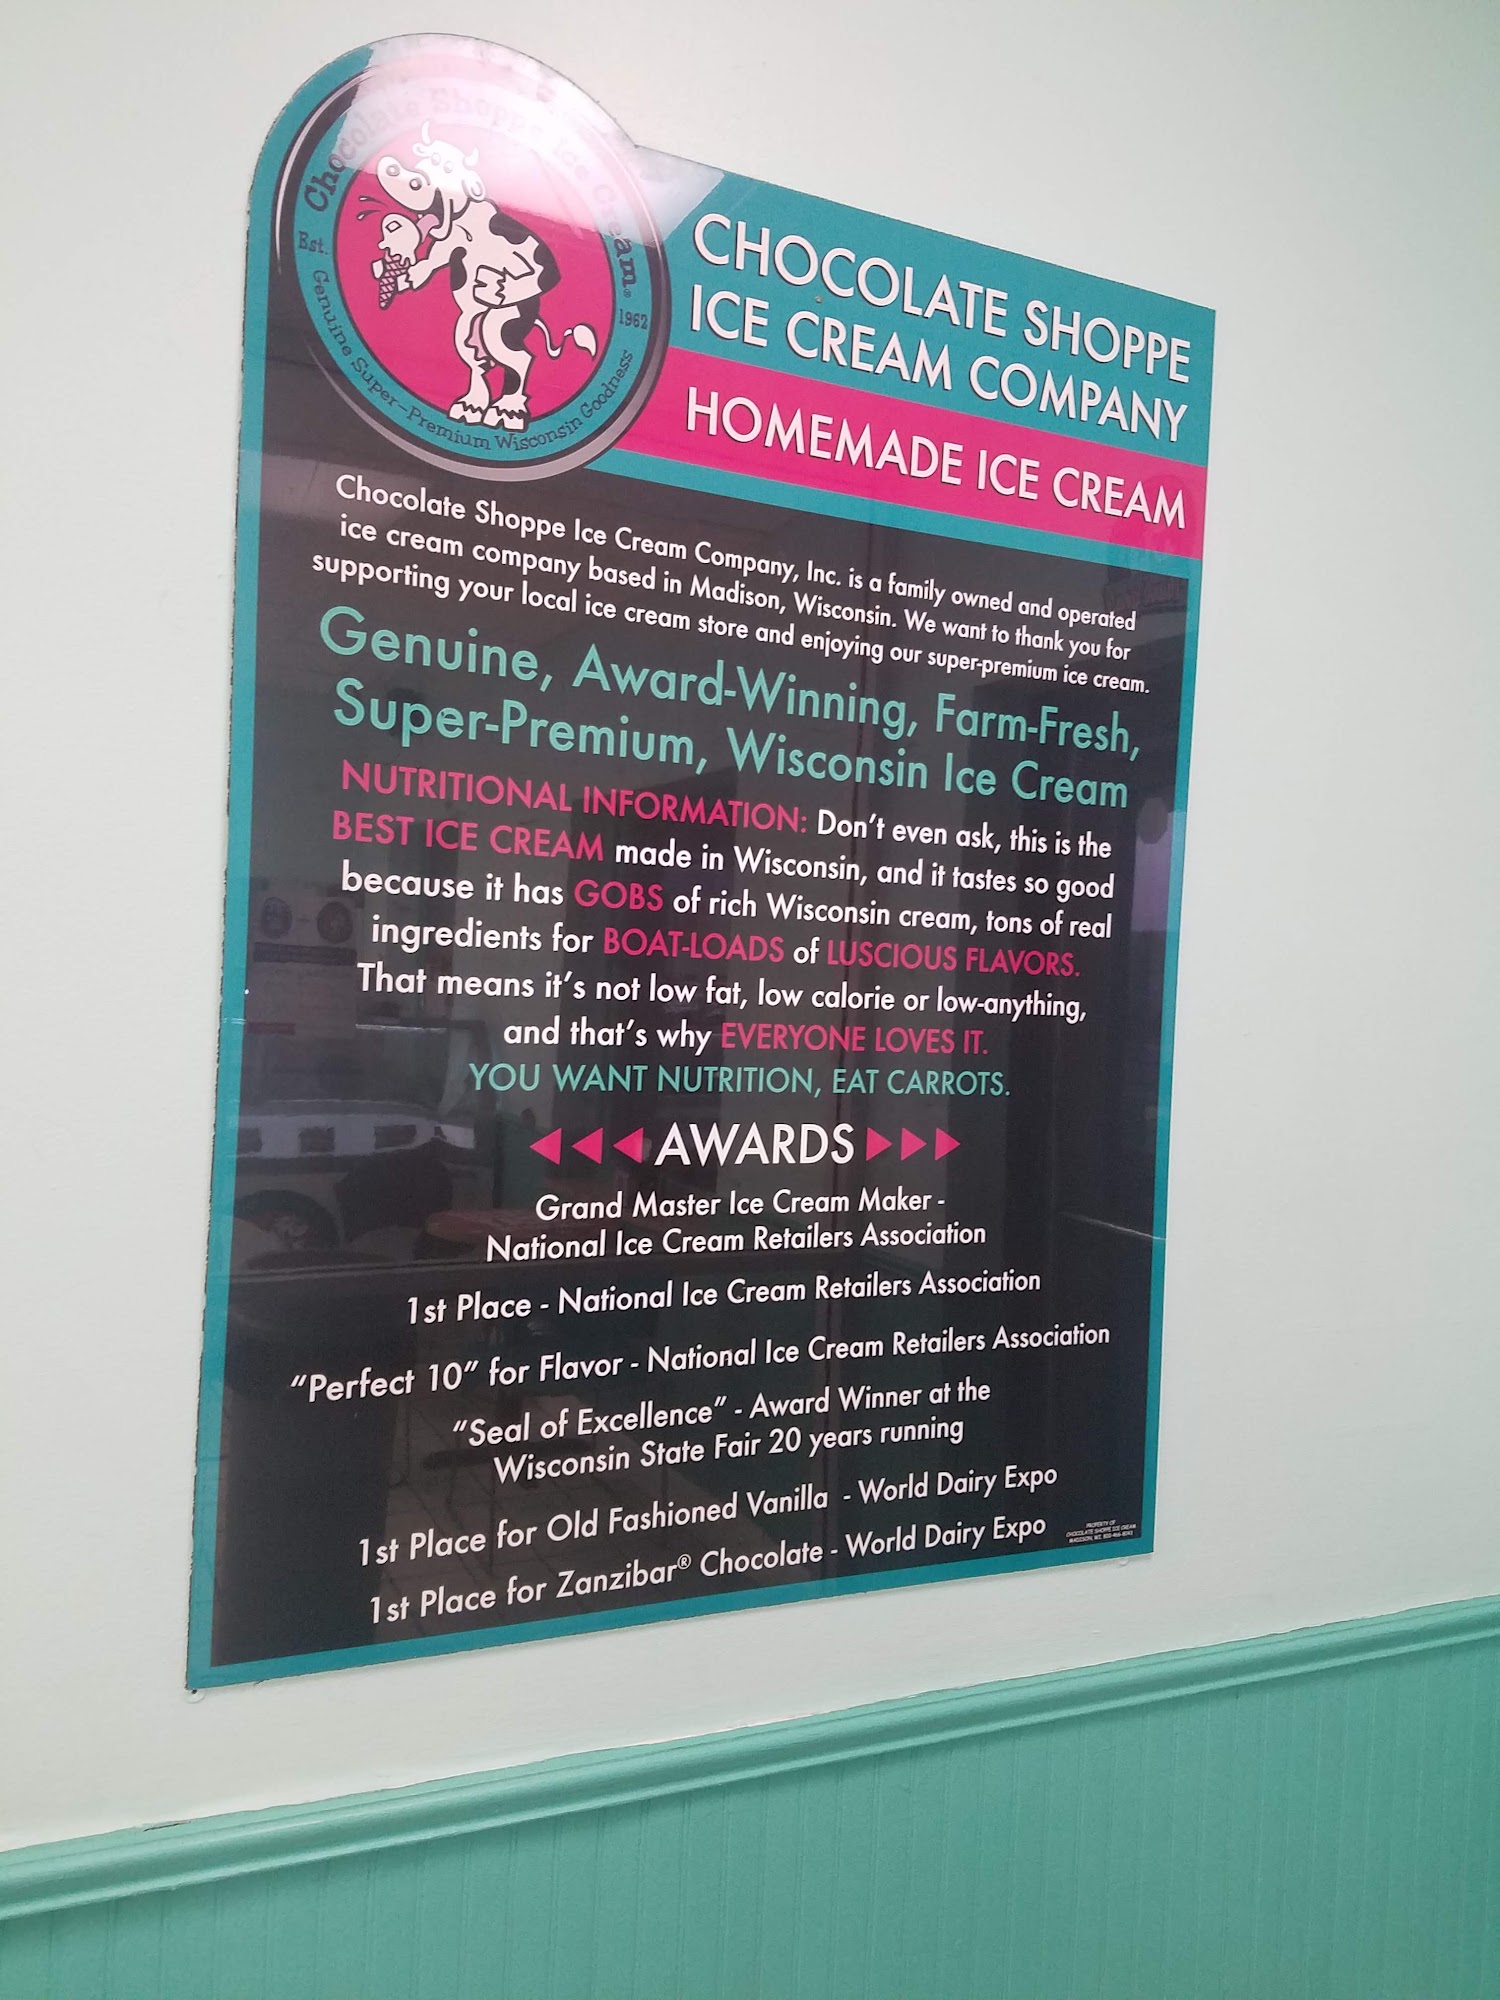 Chocolate Shoppe Ice Cream®
Est. 1962
Genuine Super-Premium Wisconsin Goodness
CHOCOLATE SHOPPE
ICE CREAM COMPANY
HOMEMADE ICE CREAM
Chocolate Shoppe Ice Cream Company, Inc. is a family owned and operated
ice cream company based in Madison, Wisconsin. We want to thank you for
supporting your local ice cream store and enjoying our super-premium ice cream.
Genuine, Award-Winning, Farm-Fresh,
Super-Premium, Wisconsin Ice Cream
NUTRITIONAL INFORMATION: Don't even ask, this is the
BEST ICE CREAM made in Wisconsin, and it tastes so good
because it has GOBS of rich Wisconsin cream, tons of real
ingredients for BOAT-LOADS of LUSCIOUS FLAVORS.
That means it's not low fat, low calorie or low-anything,
and that's why EVERYONE LOVES IT.
YOU WANT NUTRITION, EAT CARROTS.
AWARDS
Grand Master Ice Cream Maker -
National Ice Cream Retailers Association
1st Place - National Ice Cream Retailers Association
“Perfect 10” for Flavor - National Ice Cream Retailers Association
“Seal of Excellence” - Award Winner at the
Wisconsin State Fair 20 years running
1st Place for Old Fashioned Vanilla - World Dairy Expo
1st Place for Zanzibar® Chocolate - World Dairy Expo
PROPERTY OF
CHOCOLATE SHOPPE ICE CREAM
MADISON, WI.